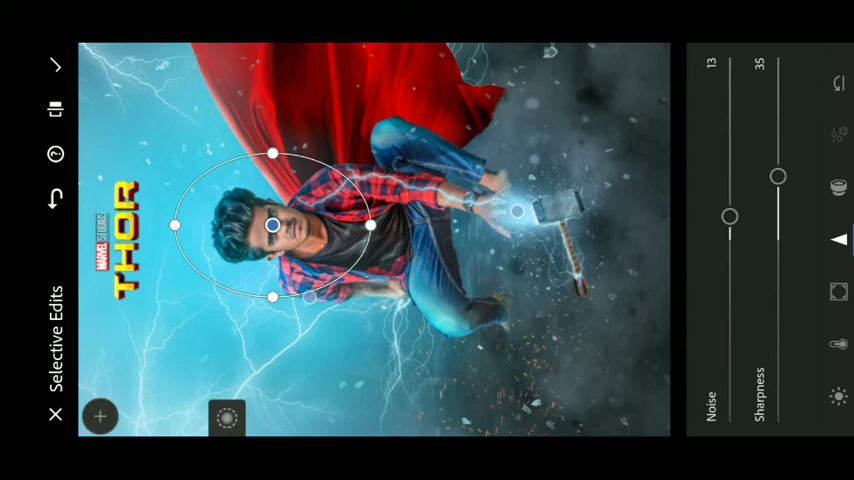 Selective Edits
MARVEL STUDIOS
THOR
Noise 13
Sharpness 35